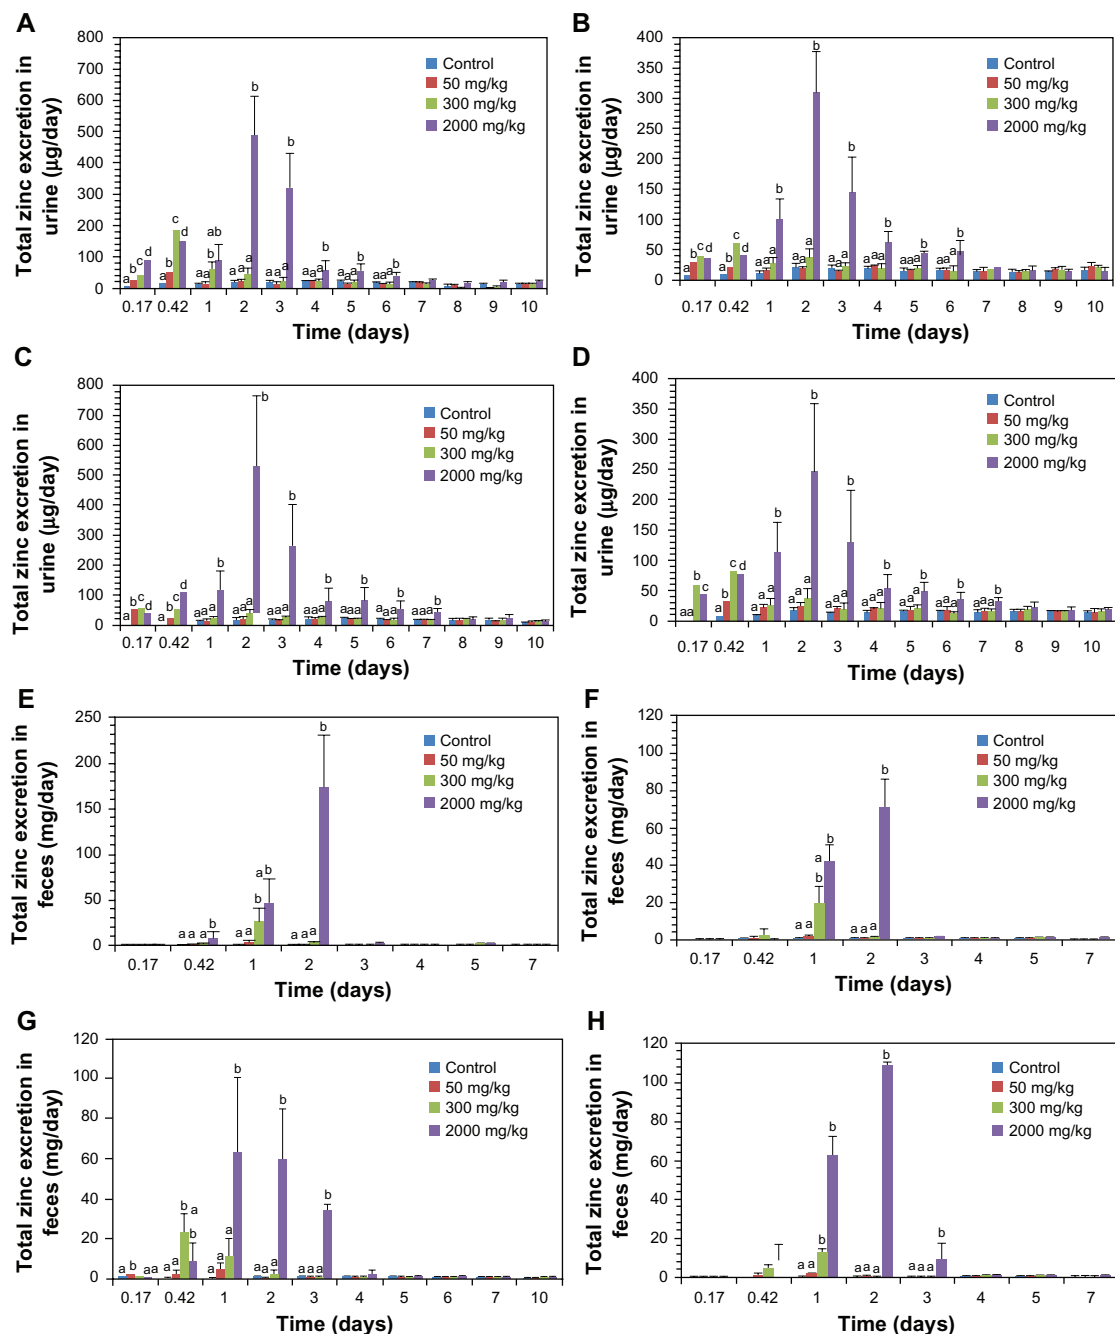 A
Total zinc excretion in
urine (µg/day)
800
700
600
500
400
300
200
100
0
Control
50 mg/kg
300 mg/kg
2000 mg/kg
a b c d a b c d a a b ab a a a b a a a b a a a b a a a b a a a b
0.17 0.42 1 2 3 4 5 6 7 8 9 10
Time (days)
B
Total zinc excretion in
urine (µg/day)
400
350
300
250
200
150
100
50
0
Control
50 mg/kg
300 mg/kg
2000 mg/kg
a b c d a b c d a a a b a a a b a a a b a a a b a a a b a a a b
0.17 0.42 1 2 3 4 5 6 7 8 9 10
Time (days)
C
Total zinc excretion in
urine (µg/day)
800
700
600
500
400
300
200
100
0
Control
50 mg/kg
300 mg/kg
2000 mg/kg
a b c d a b c d a a a b a a a b a a a b a a a b a a a b a a a b a a a b
0.17 0.42 1 2 3 4 5 6 7 8 9 10
Time (days)
D
Total zinc excretion in
urine (µg/day)
400
350
300
250
200
150
100
50
0
Control
50 mg/kg
300 mg/kg
2000 mg/kg
a a b c a b c d a a a b a a a b a a a b a a a b a a a b a a a b a a a b
0.17 0.42 1 2 3 4 5 6 7 8 9 10
Time (days)
E
Total zinc excretion in
feces (mg/day)
250
200
150
100
50
0
Control
50 mg/kg
300 mg/kg
2000 mg/kg
a a a b a a a b b a a a b
0.17 0.42 1 2 3 4 5 7
Time (days)
F
Total zinc excretion in
feces (mg/day)
120
100
80
60
40
20
0
Control
50 mg/kg
300 mg/kg
2000 mg/kg
a a a b b a a a b
0.17 0.42 1 2 3 4 5 7
Time (days)
G
Total zinc excretion in
feces (mg/day)
120
100
80
60
40
20
0
Control
50 mg/kg
300 mg/kg
2000 mg/kg
a b a a a a b a b a a a b a a a b a a a b
0.17 0.42 1 2 3 4 5 6 7 10
Time (days)
H
Total zinc excretion in
feces (mg/day)
120
100
80
60
40
20
0
Control
50 mg/kg
300 mg/kg
2000 mg/kg
a a b b a a a b a a a b
0.17 0.42 1 2 3 4 5 7
Time (days)